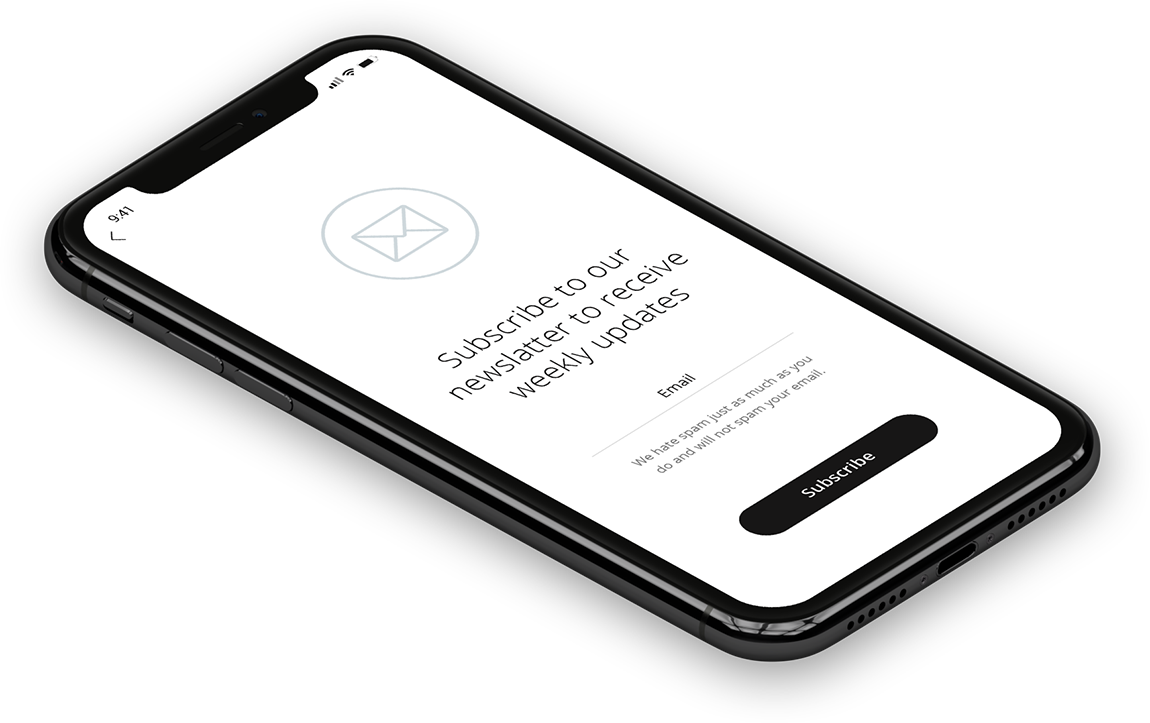 9:41
Subscribe to our
newslatter to receive
weekly updates
Email
We hate spam just as much as you
do and will not spam your email.
Subscribe